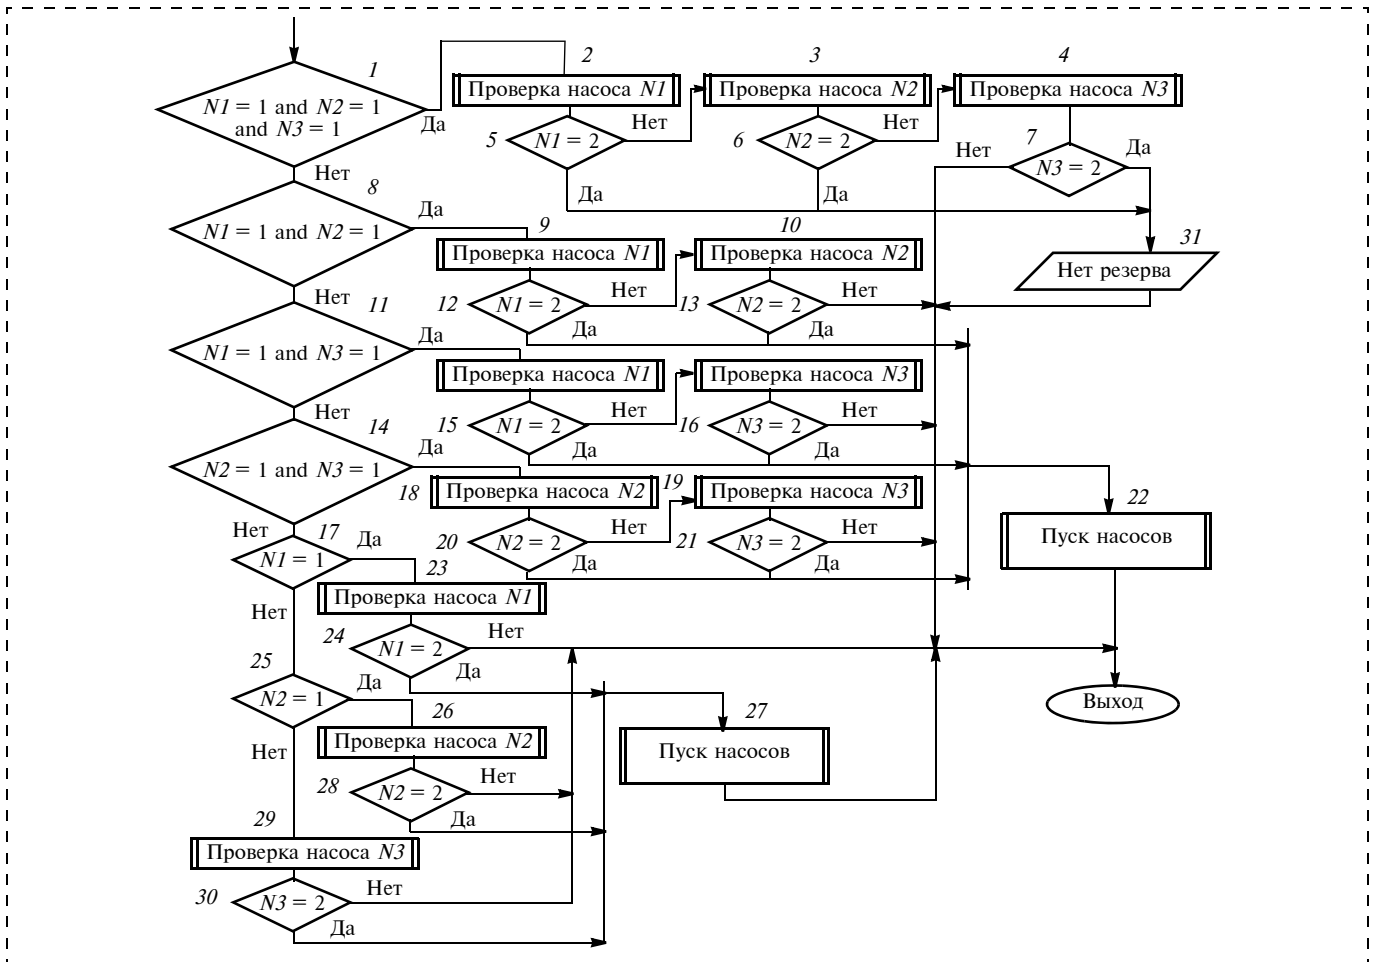 1
N1 = 1 and N2 = 1
and N3 = 1
Да
Нет
2
Проверка насоса N1
3
Проверка насоса N2
4
Проверка насоса N3
5
N1 = 2
Нет
Да
6
N2 = 2
Нет
Да
7
N3 = 2
Нет
Да
8
N1 = 1 and N2 = 1
Да
Нет
9
Проверка насоса N1
10
Проверка насоса N2
31
Нет резерва
12
N1 = 2
Нет
Да
13
N2 = 2
Нет
Да
11
N1 = 1 and N3 = 1
Да
Нет
Проверка насоса N1
Проверка насоса N3
15
N1 = 2
Нет
Да
16
N3 = 2
Нет
Да
14
N2 = 1 and N3 = 1
Да
Нет
18
Проверка насоса N2
19
Проверка насоса N3
20
N2 = 2
Нет
Да
21
N3 = 2
Нет
Да
22
Пуск насосов
17
N1 = 1
Да
Нет
23
Проверка насоса N1
24
N1 = 2
Нет
Да
25
N2 = 1
Да
Нет
26
Проверка насоса N2
27
Пуск насосов
Выход
28
N2 = 2
Нет
Да
29
Проверка насоса N3
30
N3 = 2
Нет
Да